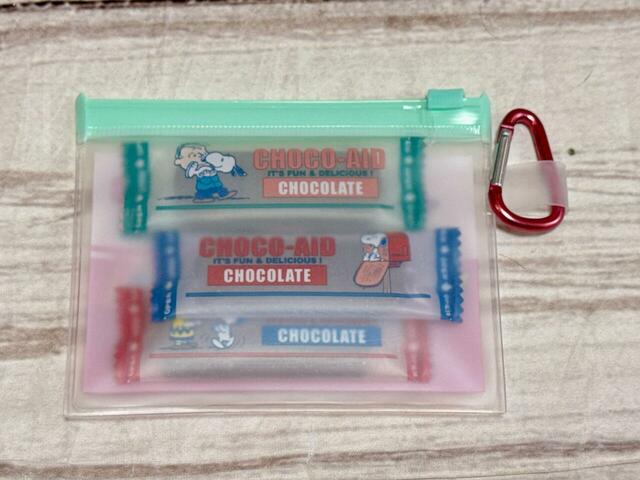 CHOCO-AID
IT'S FUN & DELICIOUS!
CHOCOLATE
CHOCO-AID
IT'S FUN & DELICIOUS!
CHOCOLATE
CHOCOLATE